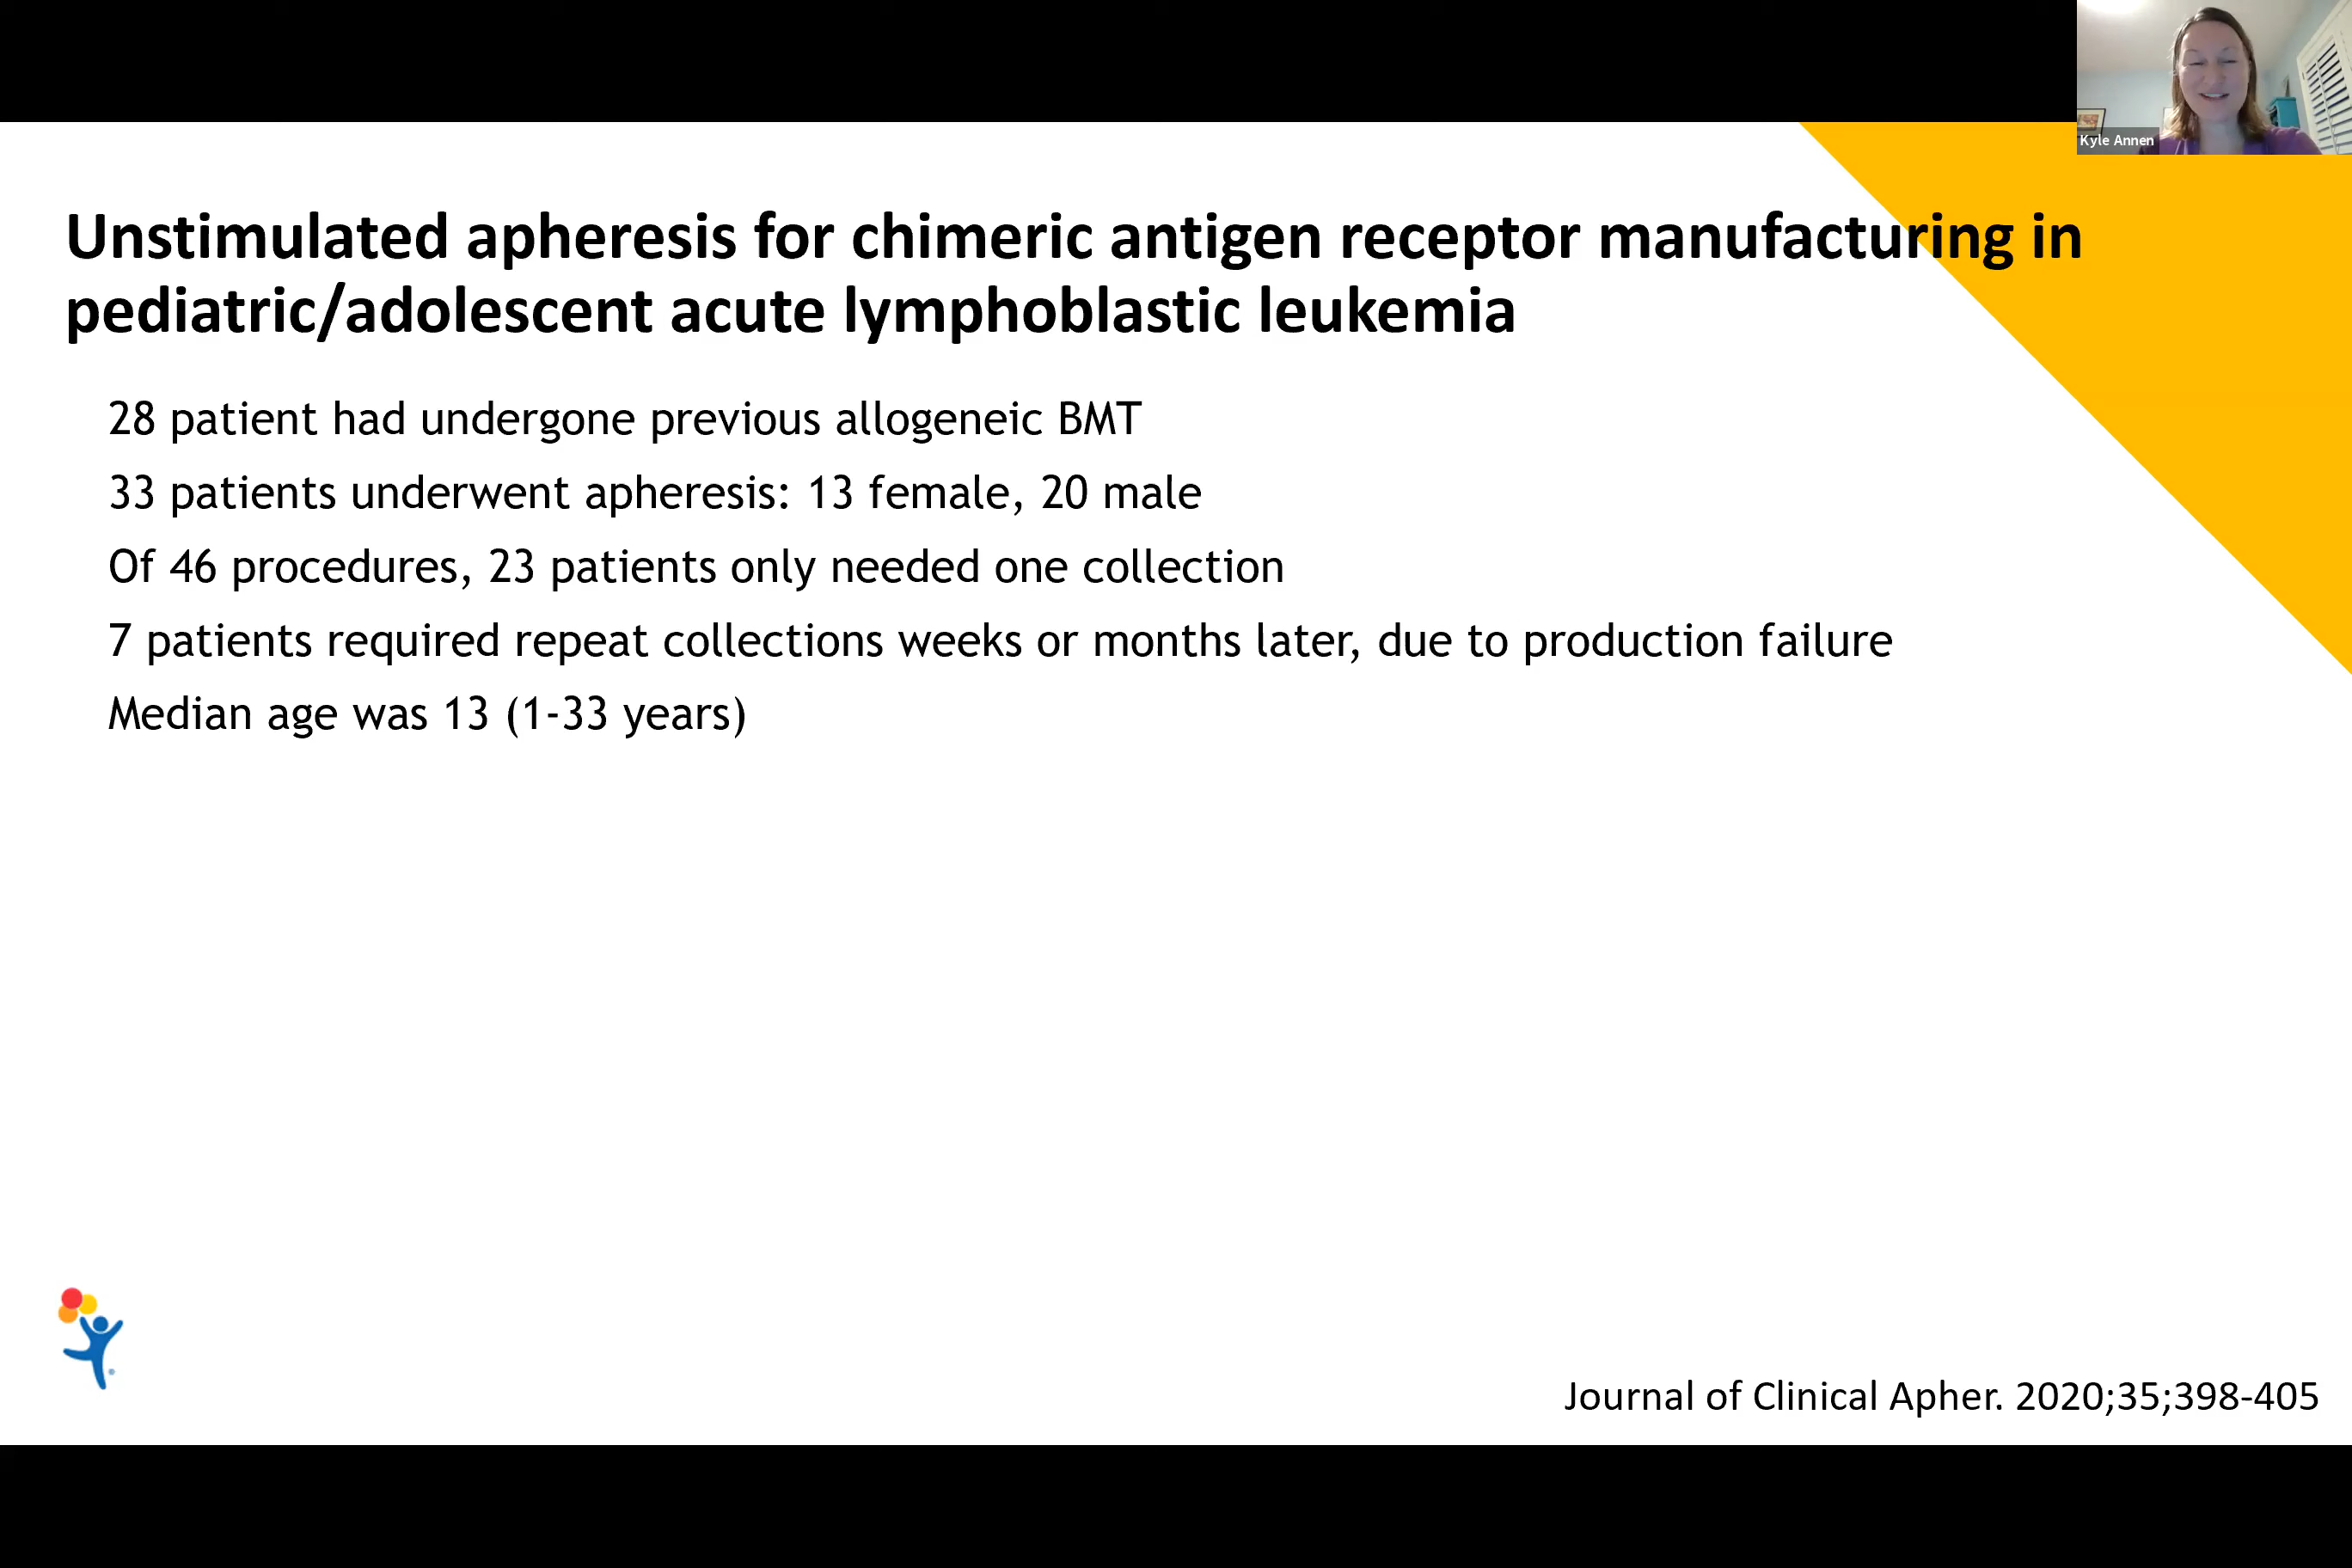 Kyle Annen
Unstimulated apheresis for chimeric antigen receptor manufacturing in
pediatric/adolescent acute lymphoblastic leukemia
28 patient had undergone previous allogeneic BMT
33 patients underwent apheresis: 13 female, 20 male
Of 46 procedures, 23 patients only needed one collection
7 patients required repeat collections weeks or months later, due to production failure
Median age was 13 (1-33 years)
Journal of Clinical Apher. 2020;35;398-405